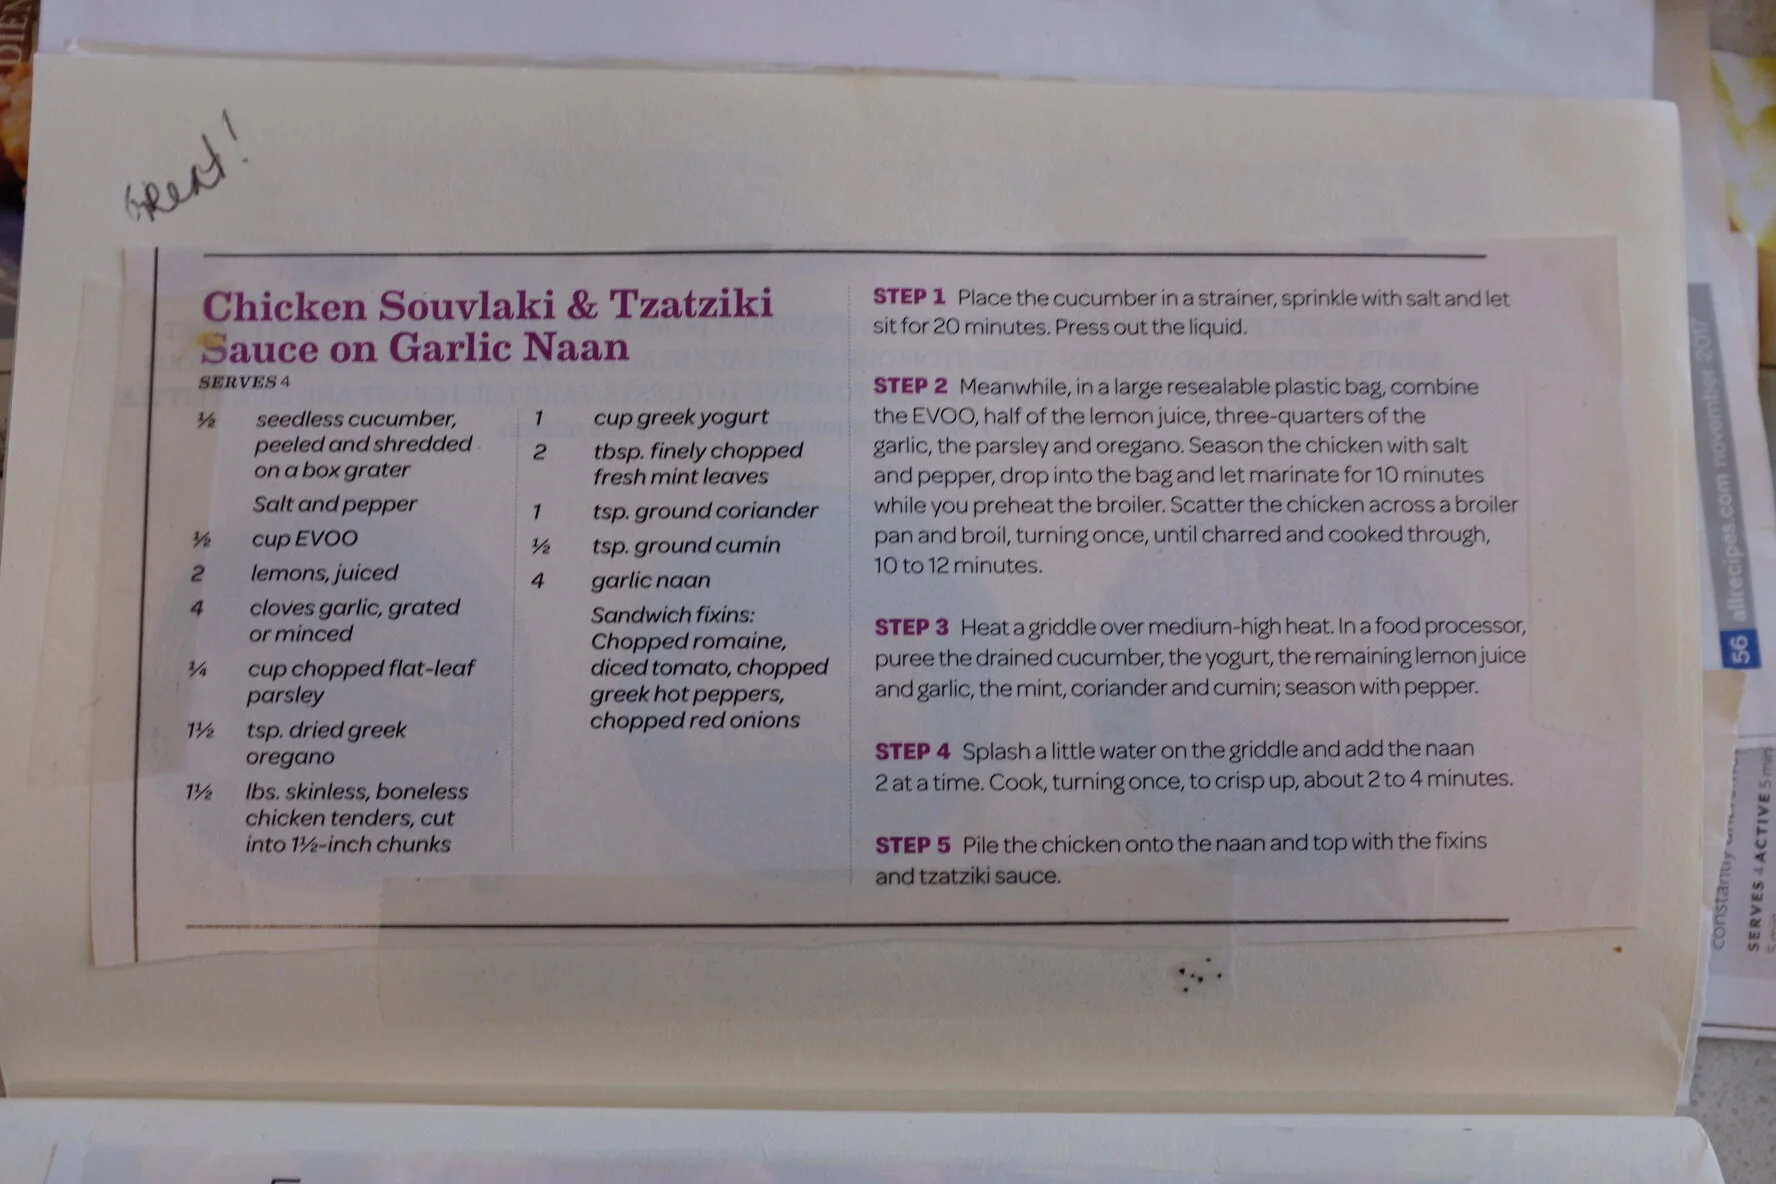 Great!
Chicken Souvlaki & Tzatziki
Sauce on Garlic Naan
SERVES 4
½ seedless cucumber,
peeled and shredded
on a box grater
Salt and pepper
½ cup EVOO
2 lemons, juiced
4 cloves garlic, grated
or minced
¼ cup chopped flat-leaf
parsley
1½ tsp. dried greek
oregano
1½ lbs. skinless, boneless
chicken tenders, cut
into 1½-inch chunks
1 cup greek yogurt
2 tbsp. finely chopped
fresh mint leaves
1 tsp. ground coriander
½ tsp. ground cumin
4 garlic naan
Sandwich fixins:
Chopped romaine,
diced tomato, chopped
greek hot peppers,
chopped red onions
STEP 1 Place the cucumber in a strainer, sprinkle with salt and let
sit for 20 minutes. Press out the liquid.
STEP 2 Meanwhile, in a large resealable plastic bag, combine
the EVOO, half of the lemon juice, three-quarters of the
garlic, the parsley and oregano. Season the chicken with salt
and pepper, drop into the bag and let marinate for 10 minutes
while you preheat the broiler. Scatter the chicken across a broiler
pan and broil, turning once, until charred and cooked through,
10 to 12 minutes.
STEP 3 Heat a griddle over medium-high heat. In a food processor,
puree the drained cucumber, the yogurt, the remaining lemon juice
and garlic, the mint, coriander and cumin; season with pepper.
STEP 4 Splash a little water on the griddle and add the naan
2 at a time. Cook, turning once, to crisp up, about 2 to 4 minutes.
STEP 5 Pile the chicken onto the naan and top with the fixins
and tzatziki sauce.
56 allrecipes.com november 2017
constantly
SERVES 4 ACTIVE 5 min